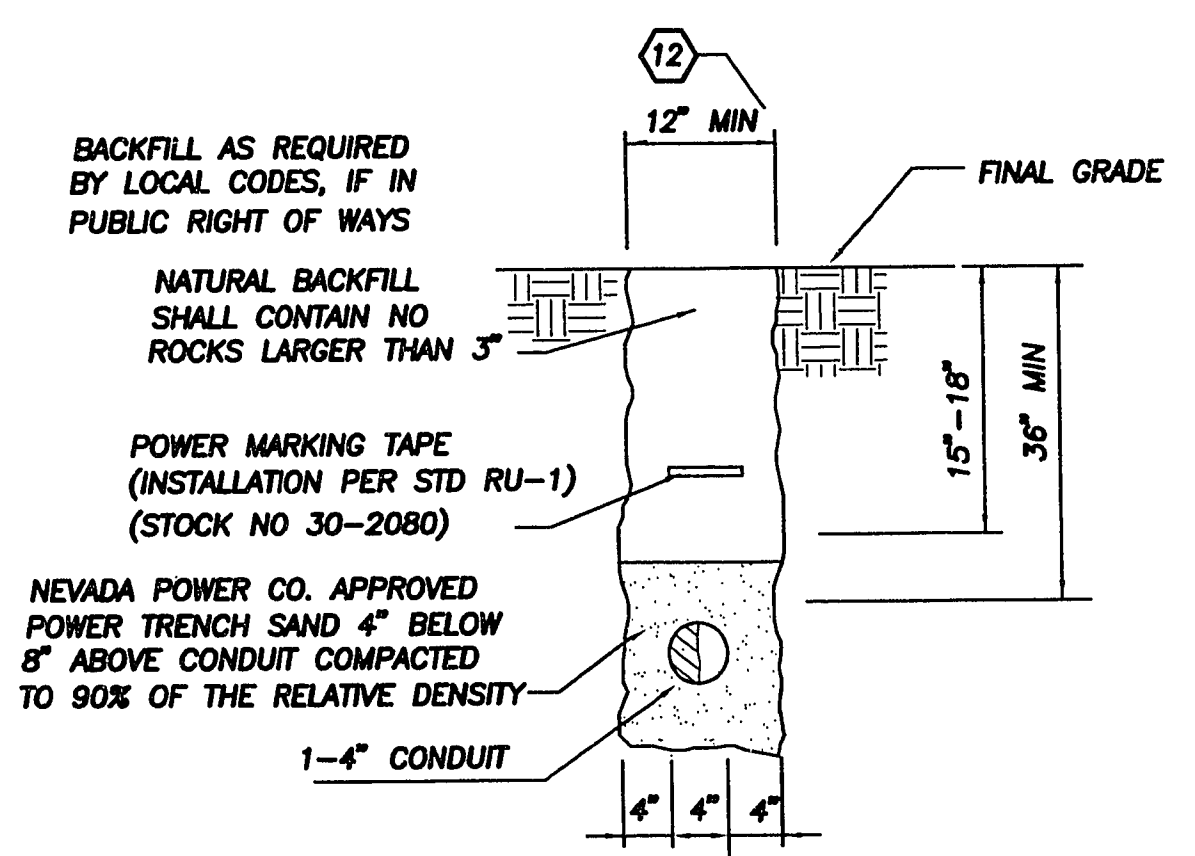 12
12" MIN
BACKFILL AS REQUIRED
BY LOCAL CODES, IF IN
PUBLIC RIGHT OF WAYS
FINAL GRADE
NATURAL BACKFILL
SHALL CONTAIN NO
ROCKS LARGER THAN 3"
15"-18"
36" MIN
POWER MARKING TAPE
(INSTALLATION PER STD RU-1)
(STOCK NO 30-2080)
NEVADA POWER CO. APPROVED
POWER TRENCH SAND 4" BELOW
8" ABOVE CONDUIT COMPACTED
TO 90% OF THE RELATIVE DENSITY
1-4" CONDUIT
4" 4" 4"